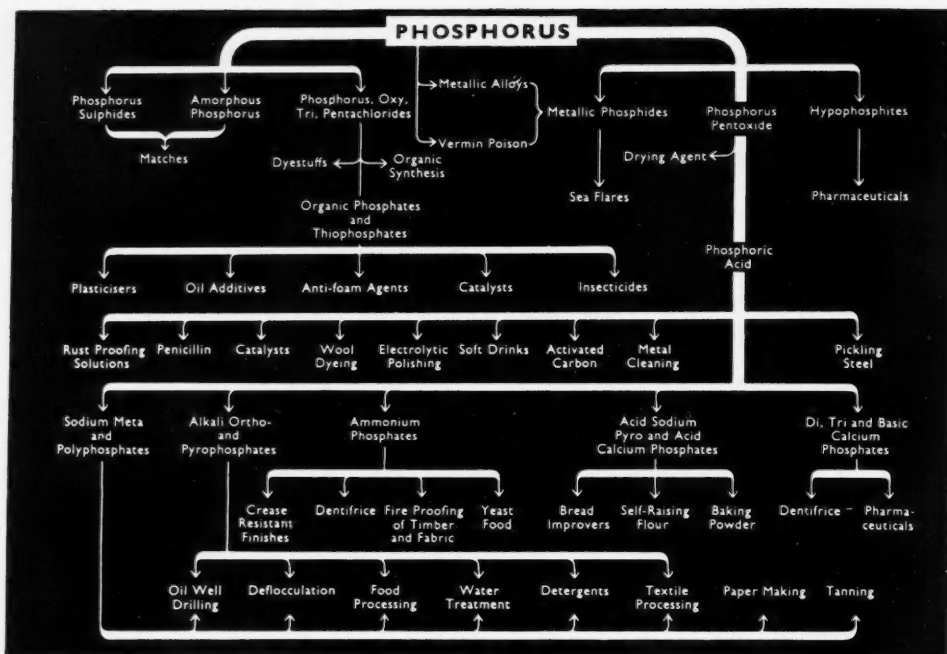 PHOSPHORUS
Phosphorus
Sulphides
Amorphous
Phosphorus
Phosphorus, Oxy,
Tri, Pentachlorides
Metallic Alloys
Vermin Poison
Metallic Phosphides
Phosphorus
Pentoxide
Hypophosphites
Matches
Dyestuffs
Organic
Synthesis
Drying Agent
Sea Flares
Pharmaceuticals
Organic Phosphates
and
Thiophosphates
Phosphoric
Acid
Plasticisers
Oil Additives
Anti-foam Agents
Catalysts
Insecticides
Rust Proofing
Solutions
Penicillin
Catalysts
Wool
Dyeing
Electrolytic
Polishing
Soft Drinks
Activated
Carbon
Metal
Cleaning
Pickling
Steel
Sodium Meta
and
Polyphosphates
Alkali Ortho-
and
Pyrophosphates
Ammonium
Phosphates
Acid Sodium
Pyro and Acid
Calcium Phosphates
Di, Tri and Basic
Calcium
Phosphates
Crease
Resistant
Finishes
Dentifrice
Fire Proofing
of Timber
and Fabric
Yeast
Food
Bread
Improvers
Self-Raising
Flour
Baking
Powder
Dentifrice
Pharma-
ceuticals
Oil Well
Drilling
Deflocculation
Food
Processing
Water
Treatment
Detergents
Textile
Processing
Paper Making
Tanning